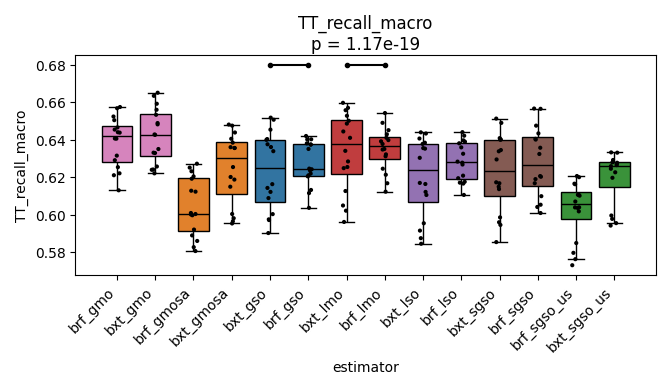 TT_recall_macro
p = 1.17e-19
TT_recall_macro
0.68
0.66
0.64
0.62
0.60
0.58
brf_gmo
bxt_gmo
brf_gmosa
bxt_gmosa
bxt_gso
brf_gso
bxt_lmo
brf_lmo
bxt_lso
brf_lso
bxt_sgso
brf_sgso
brf_sgso_us
bxt_sgso_us
estimator